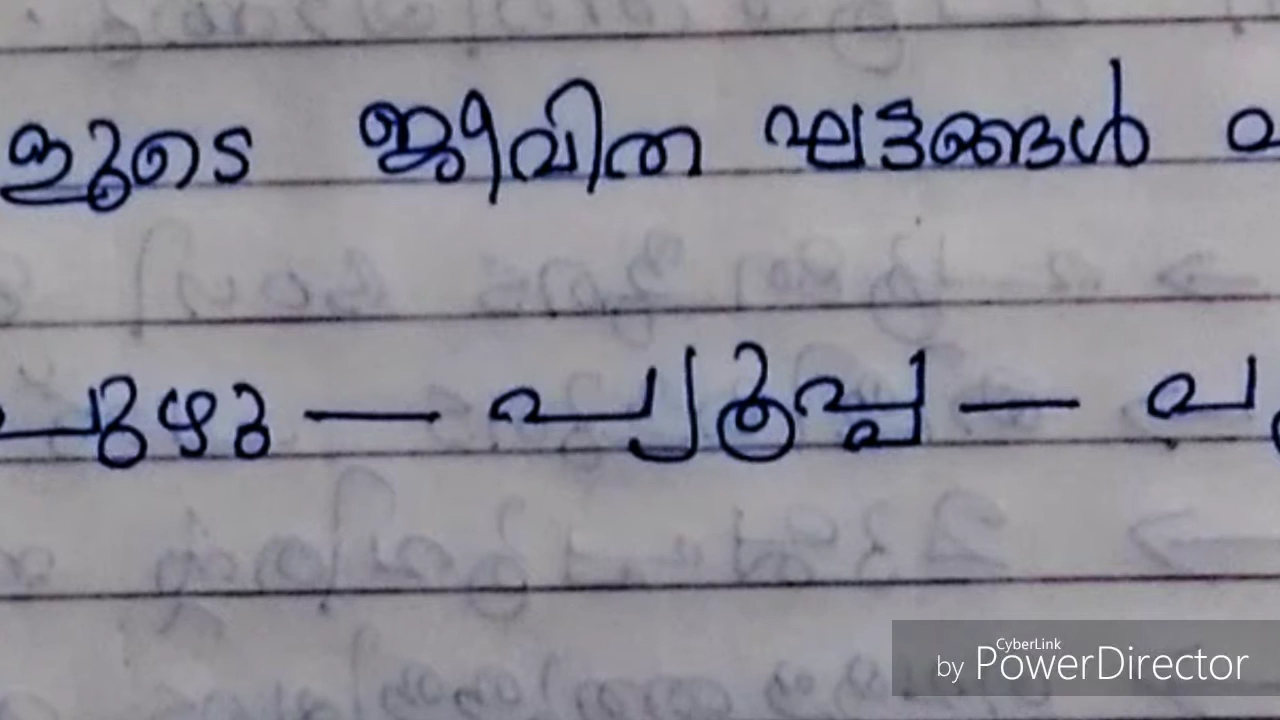 ളുടെ ജീവിത ഘട്ടങ്ങൾ
പുഴു — പ്യൂപ്പ —
CyberLink
by PowerDirector